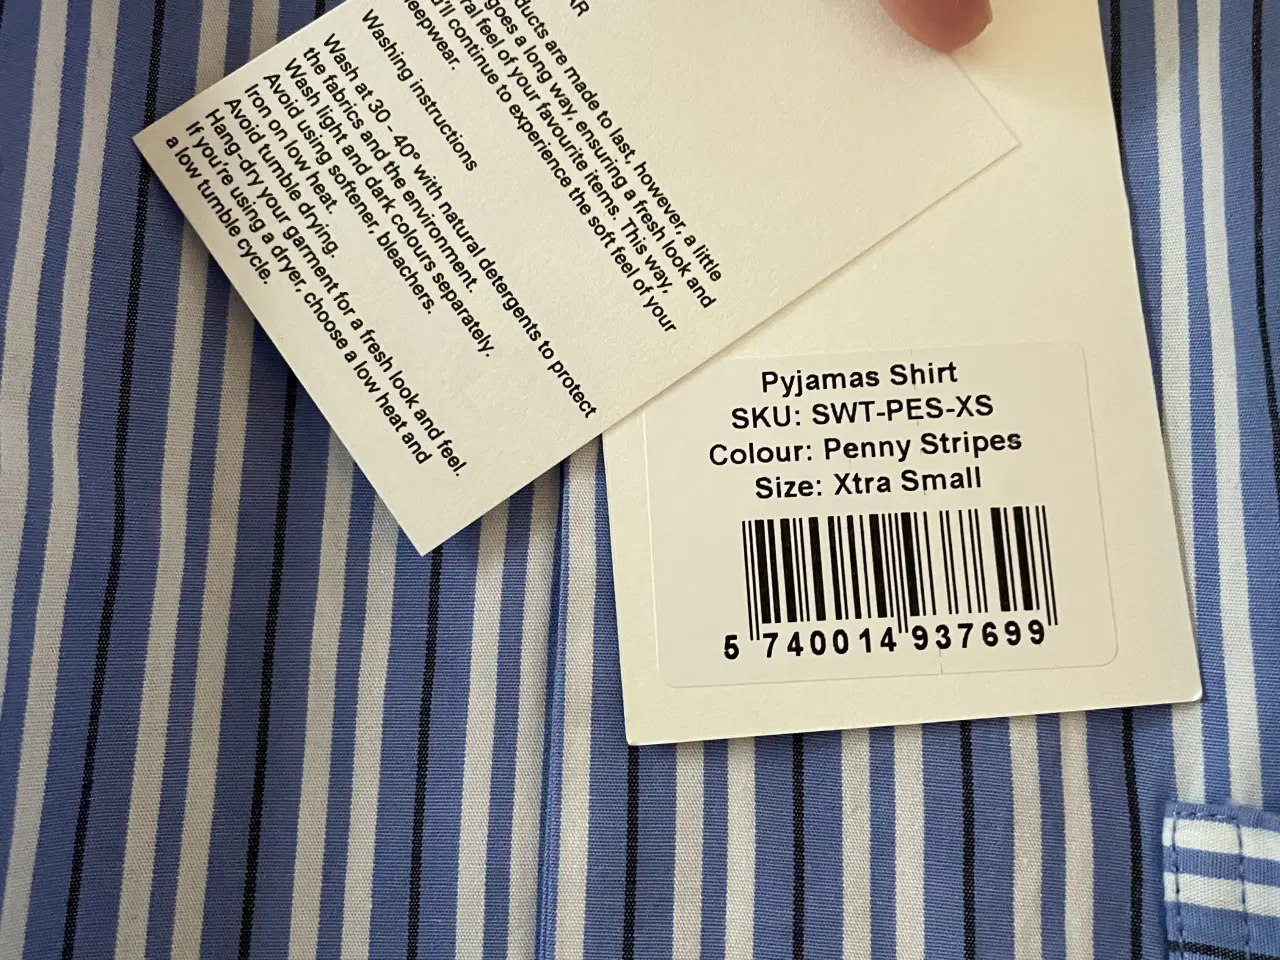 AR
ducts are made to last, however, a little
goes a long way, ensuring a fresh look and
ral feel of your favourite items. This way,
'll continue to experience the soft feel of your
eepwear.
Washing instructions
Wash at 30 - 40° with natural detergents to protect
the fabrics and the environment.
Wash light and dark colours separately.
Avoid using softener, bleachers.
Iron on low heat.
Avoid tumble drying.
Hang-dry your garment for a fresh look and feel.
If you're using a dryer, choose a low heat and
a low tumble cycle.
Pyjamas Shirt
SKU: SWT-PES-XS
Colour: Penny Stripes
Size: Xtra Small
5 740014 937699